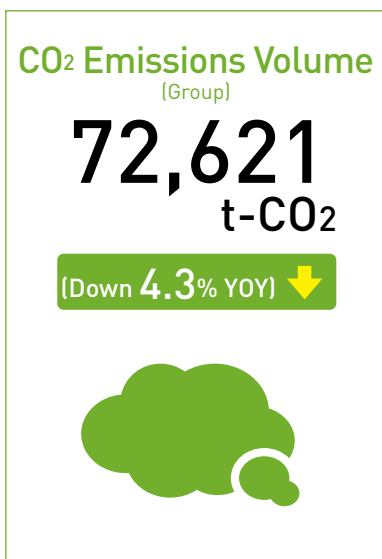 CO2 Emissions Volume
(Group)
72,621
t-CO2
(Down 4.3% YOY)